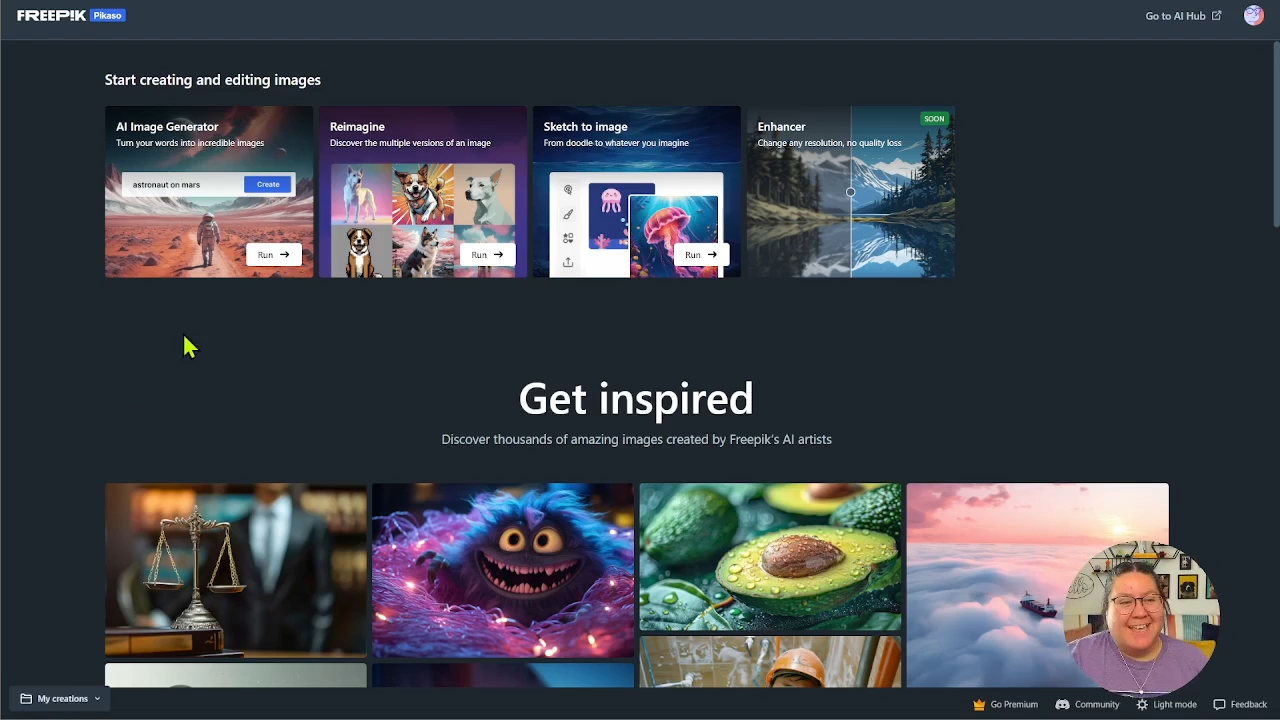 FREEP!K Pikaso
Go to AI Hub
Start creating and editing images
AI Image Generator
Turn your words into incredible images
astronaut on mars
Create
Run
Reimagine
Discover the multiple versions of an image
Run
Sketch to image
From doodle to whatever you imagine
Run
Enhancer
SOON
Change any resolution, no quality loss
Get inspired
Discover thousands of amazing images created by Freepik's AI artists
My creations
Go Premium
Community
Light mode
Feedback